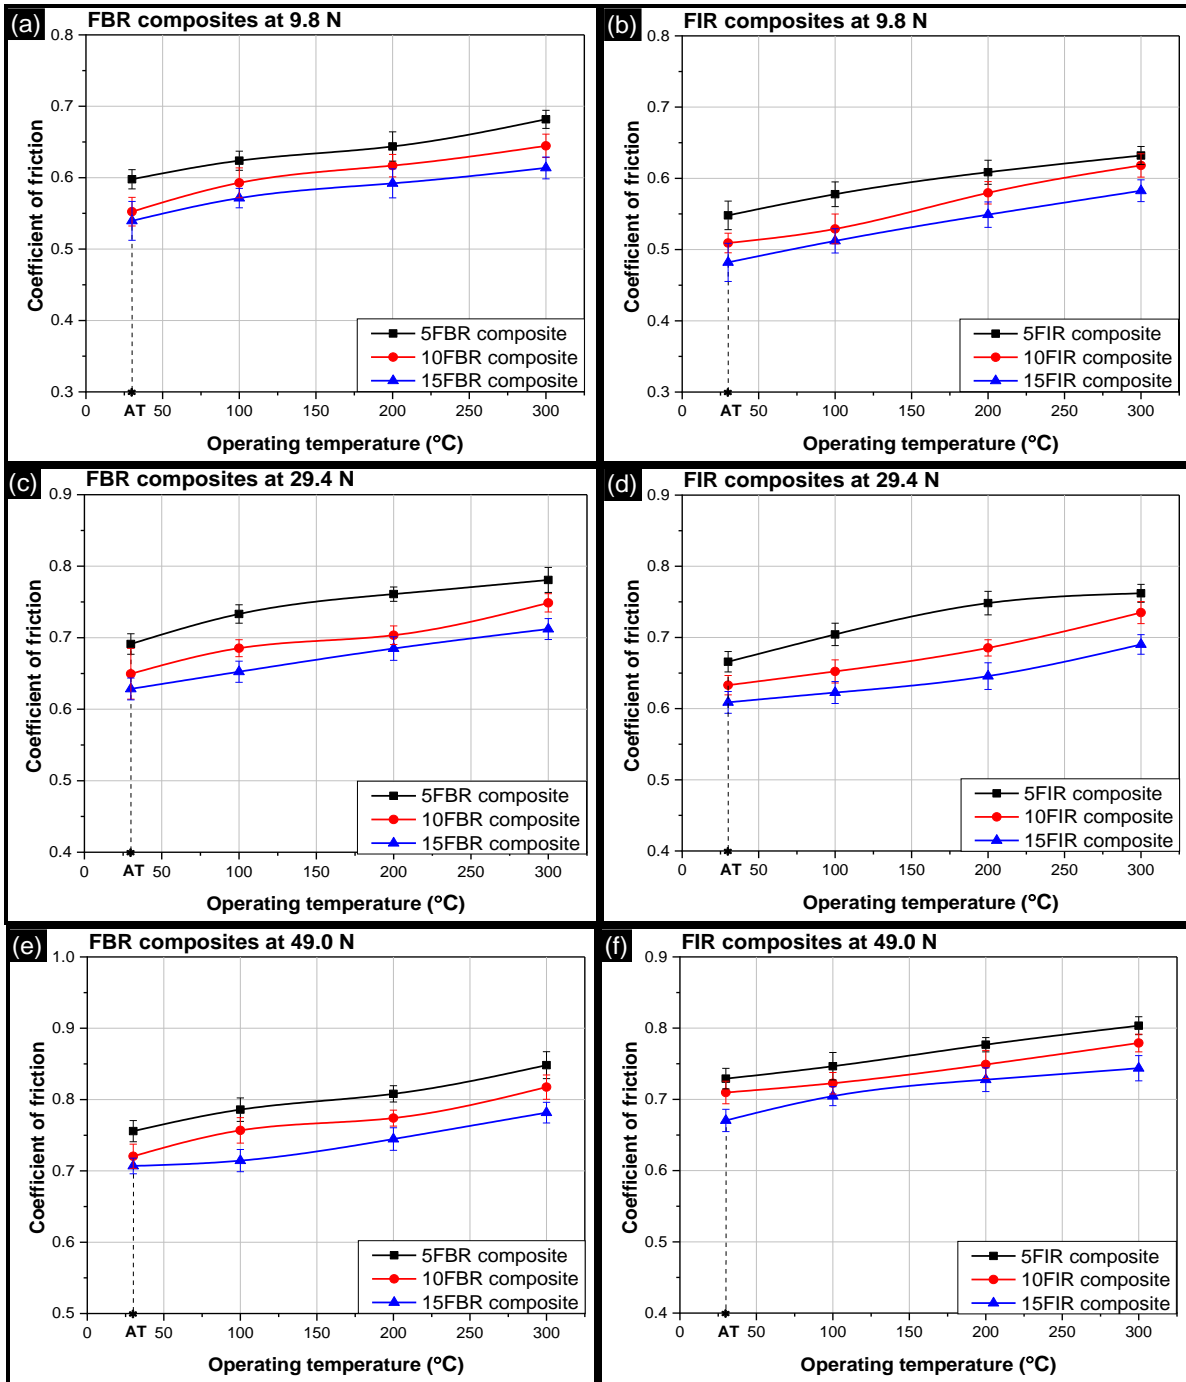 (a) FBR composites at 9.8 N
0.8
0.7
0.6
0.5
0.4
0.3
Coefficient of friction
5FBR composite
10FBR composite
15FBR composite
0 AT 50 100 150 200 250 300
Operating temperature (°C)
(b) FIR composites at 9.8 N
0.8
0.7
0.6
0.5
0.4
0.3
Coefficient of friction
5FIR composite
10FIR composite
15FIR composite
0 AT 50 100 150 200 250 300
Operating temperature (°C)
(c) FBR composites at 29.4 N
0.9
0.8
0.7
0.6
0.5
0.4
Coefficient of friction
5FBR composite
10FBR composite
15FBR composite
0 AT 50 100 150 200 250 300
Operating temperature (°C)
(d) FIR composites at 29.4 N
0.9
0.8
0.7
0.6
0.5
0.4
Coefficient of friction
5FIR composite
10FIR composite
15FIR composite
0 AT 50 100 150 200 250 300
Operating temperature (°C)
(e) FBR composites at 49.0 N
1.0
0.9
0.8
0.7
0.6
0.5
Coefficient of friction
5FBR composite
10FBR composite
15FBR composite
0 AT 50 100 150 200 250 300
Operating temperature (°C)
(f) FIR composites at 49.0 N
0.9
0.8
0.7
0.6
0.5
0.4
Coefficient of friction
5FIR composite
10FIR composite
15FIR composite
0 AT 50 100 150 200 250 300
Operating temperature (°C)